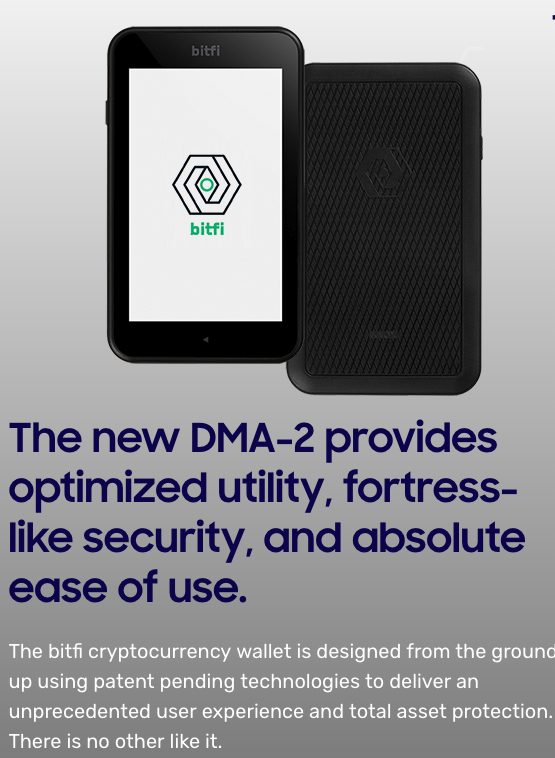 bitfi
bitfi
The new DMA-2 provides
optimized utility, fortress-
like security, and absolute
ease of use.
The bitfi cryptocurrency wallet is designed from the ground
up using patent pending technologies to deliver an
unprecedented user experience and total asset protection.
There is no other like it.